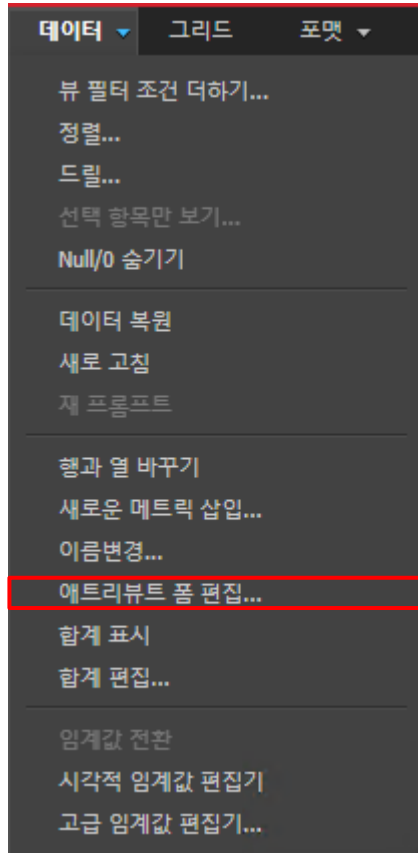 데이터 그리드 포맷
뷰 필터 조건 더하기...
정렬...
드릴...
선택 항목만 보기...
Null/0 숨기기
데이터 복원
새로 고침
재 프롬프트
행과 열 바꾸기
새로운 메트릭 삽입...
이름변경...
애트리뷰트 폼 편집...
합계 표시
합계 편집...
임계값 전환
시각적 임계값 편집기
고급 임계값 편집기...